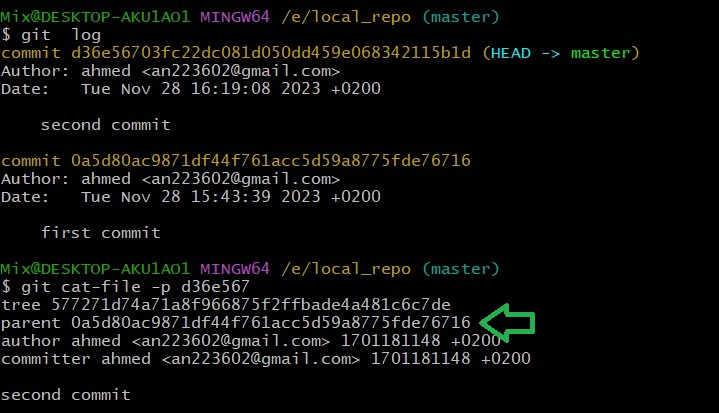 Mix@DESKTOP-AKU1AO1 MINGW64 /e/local_repo (master)
$ git  log
commit d36e56703fc22dc081d050dd459e068342115b1d (HEAD -> master)
Author: ahmed <an223602@gmail.com>
Date:   Tue Nov 28 16:19:08 2023 +0200
    second commit
commit 0a5d80ac9871df44f761acc5d59a8775fde76716
Author: ahmed <an223602@gmail.com>
Date:   Tue Nov 28 15:43:39 2023 +0200
    first commit
Mix@DESKTOP-AKU1AO1 MINGW64 /e/local_repo (master)
$ git cat-file -p d36e567
tree 577271d74a71a8f966875f2ffbade4a481c6c7de
parent 0a5d80ac9871df44f761acc5d59a8775fde76716
author ahmed <an223602@gmail.com> 1701181148 +0200
committer ahmed <an223602@gmail.com> 1701181148 +0200
second commit